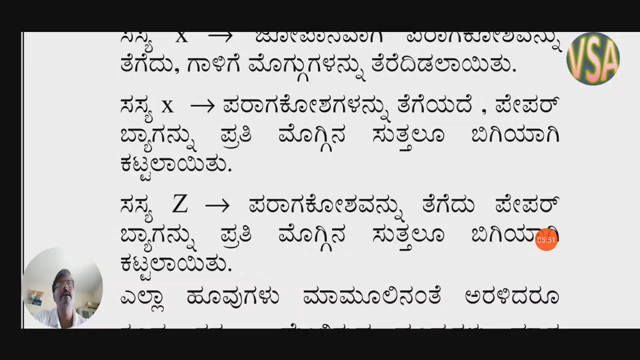 ಸಸ್ಯ x → ಜೋಪಾನವಾಗಿ ಪರಾಗಕೋಶವನ್ನು
ತೆಗೆದು, ಗಾಳಿಗೆ ಮೊಗ್ಗುಗಳನ್ನು ತೆರೆದಿಡಲಾಯಿತು.
VSA
ಸಸ್ಯ x → ಪರಾಗಕೋಶಗಳನ್ನು ತೆಗೆಯದೆ , ಪೇಪರ್
ಬ್ಯಾಗನ್ನು ಪ್ರತಿ ಮೊಗ್ಗಿನ ಸುತ್ತಲೂ ಬಿಗಿಯಾಗಿ
ಕಟ್ಟಲಾಯಿತು.
ಸಸ್ಯ Z → ಪರಾಗಕೋಶವನ್ನು ತೆಗೆದು ಪೇಪರ್
ಬ್ಯಾಗನ್ನು ಪ್ರತಿ ಮೊಗ್ಗಿನ ಸುತ್ತಲೂ ಬಿಗಿಯಾಗಿ
ಕಟ್ಟಲಾಯಿತು.
ಎಲ್ಲಾ ಹೂವುಗಳು ಮಾಮೂಲಿನಂತೆ ಅರಳಿದರೂ